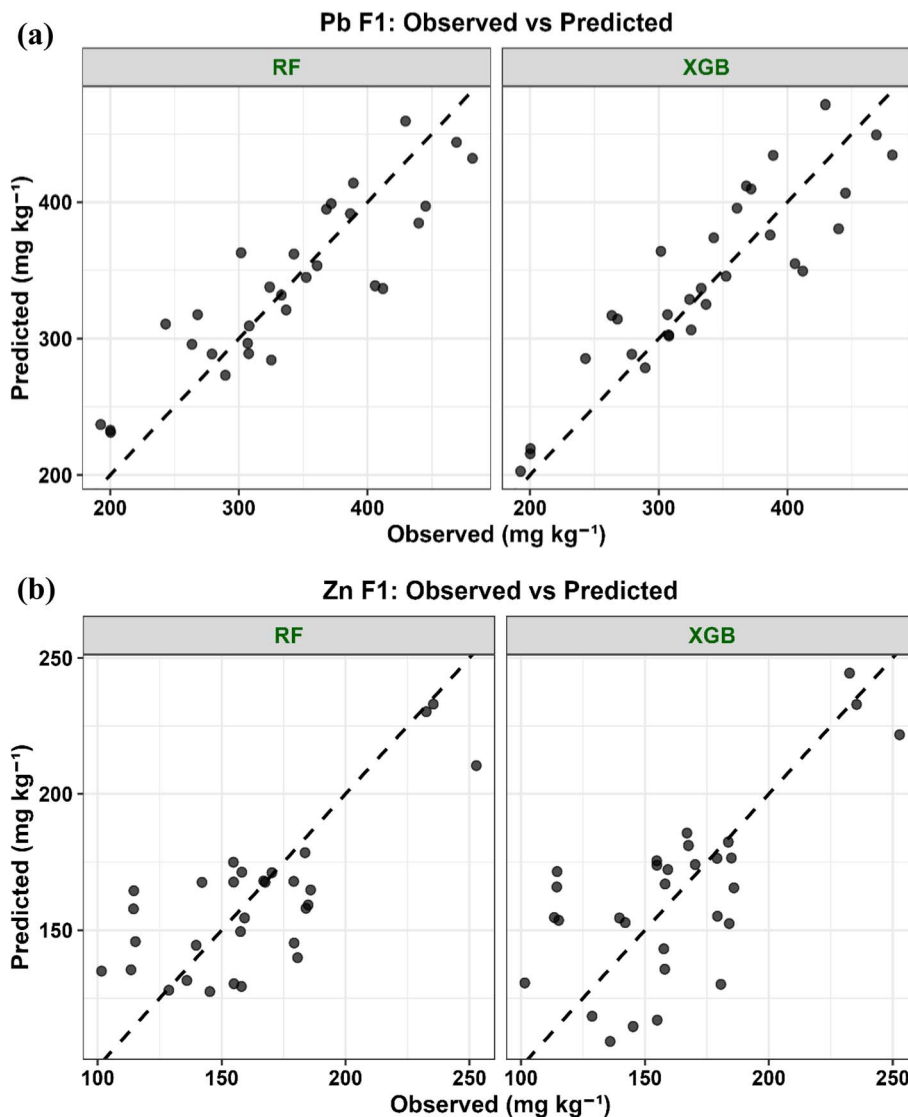 (a)
Pb F1: Observed vs Predicted
RF
XGB
Predicted (mg kg⁻¹)
400
300
200
200 300 400
200 300 400
Observed (mg kg⁻¹)
(b)
Zn F1: Observed vs Predicted
RF
XGB
Predicted (mg kg⁻¹)
250
200
150
100 150 200 250
100 150 200 250
Observed (mg kg⁻¹)